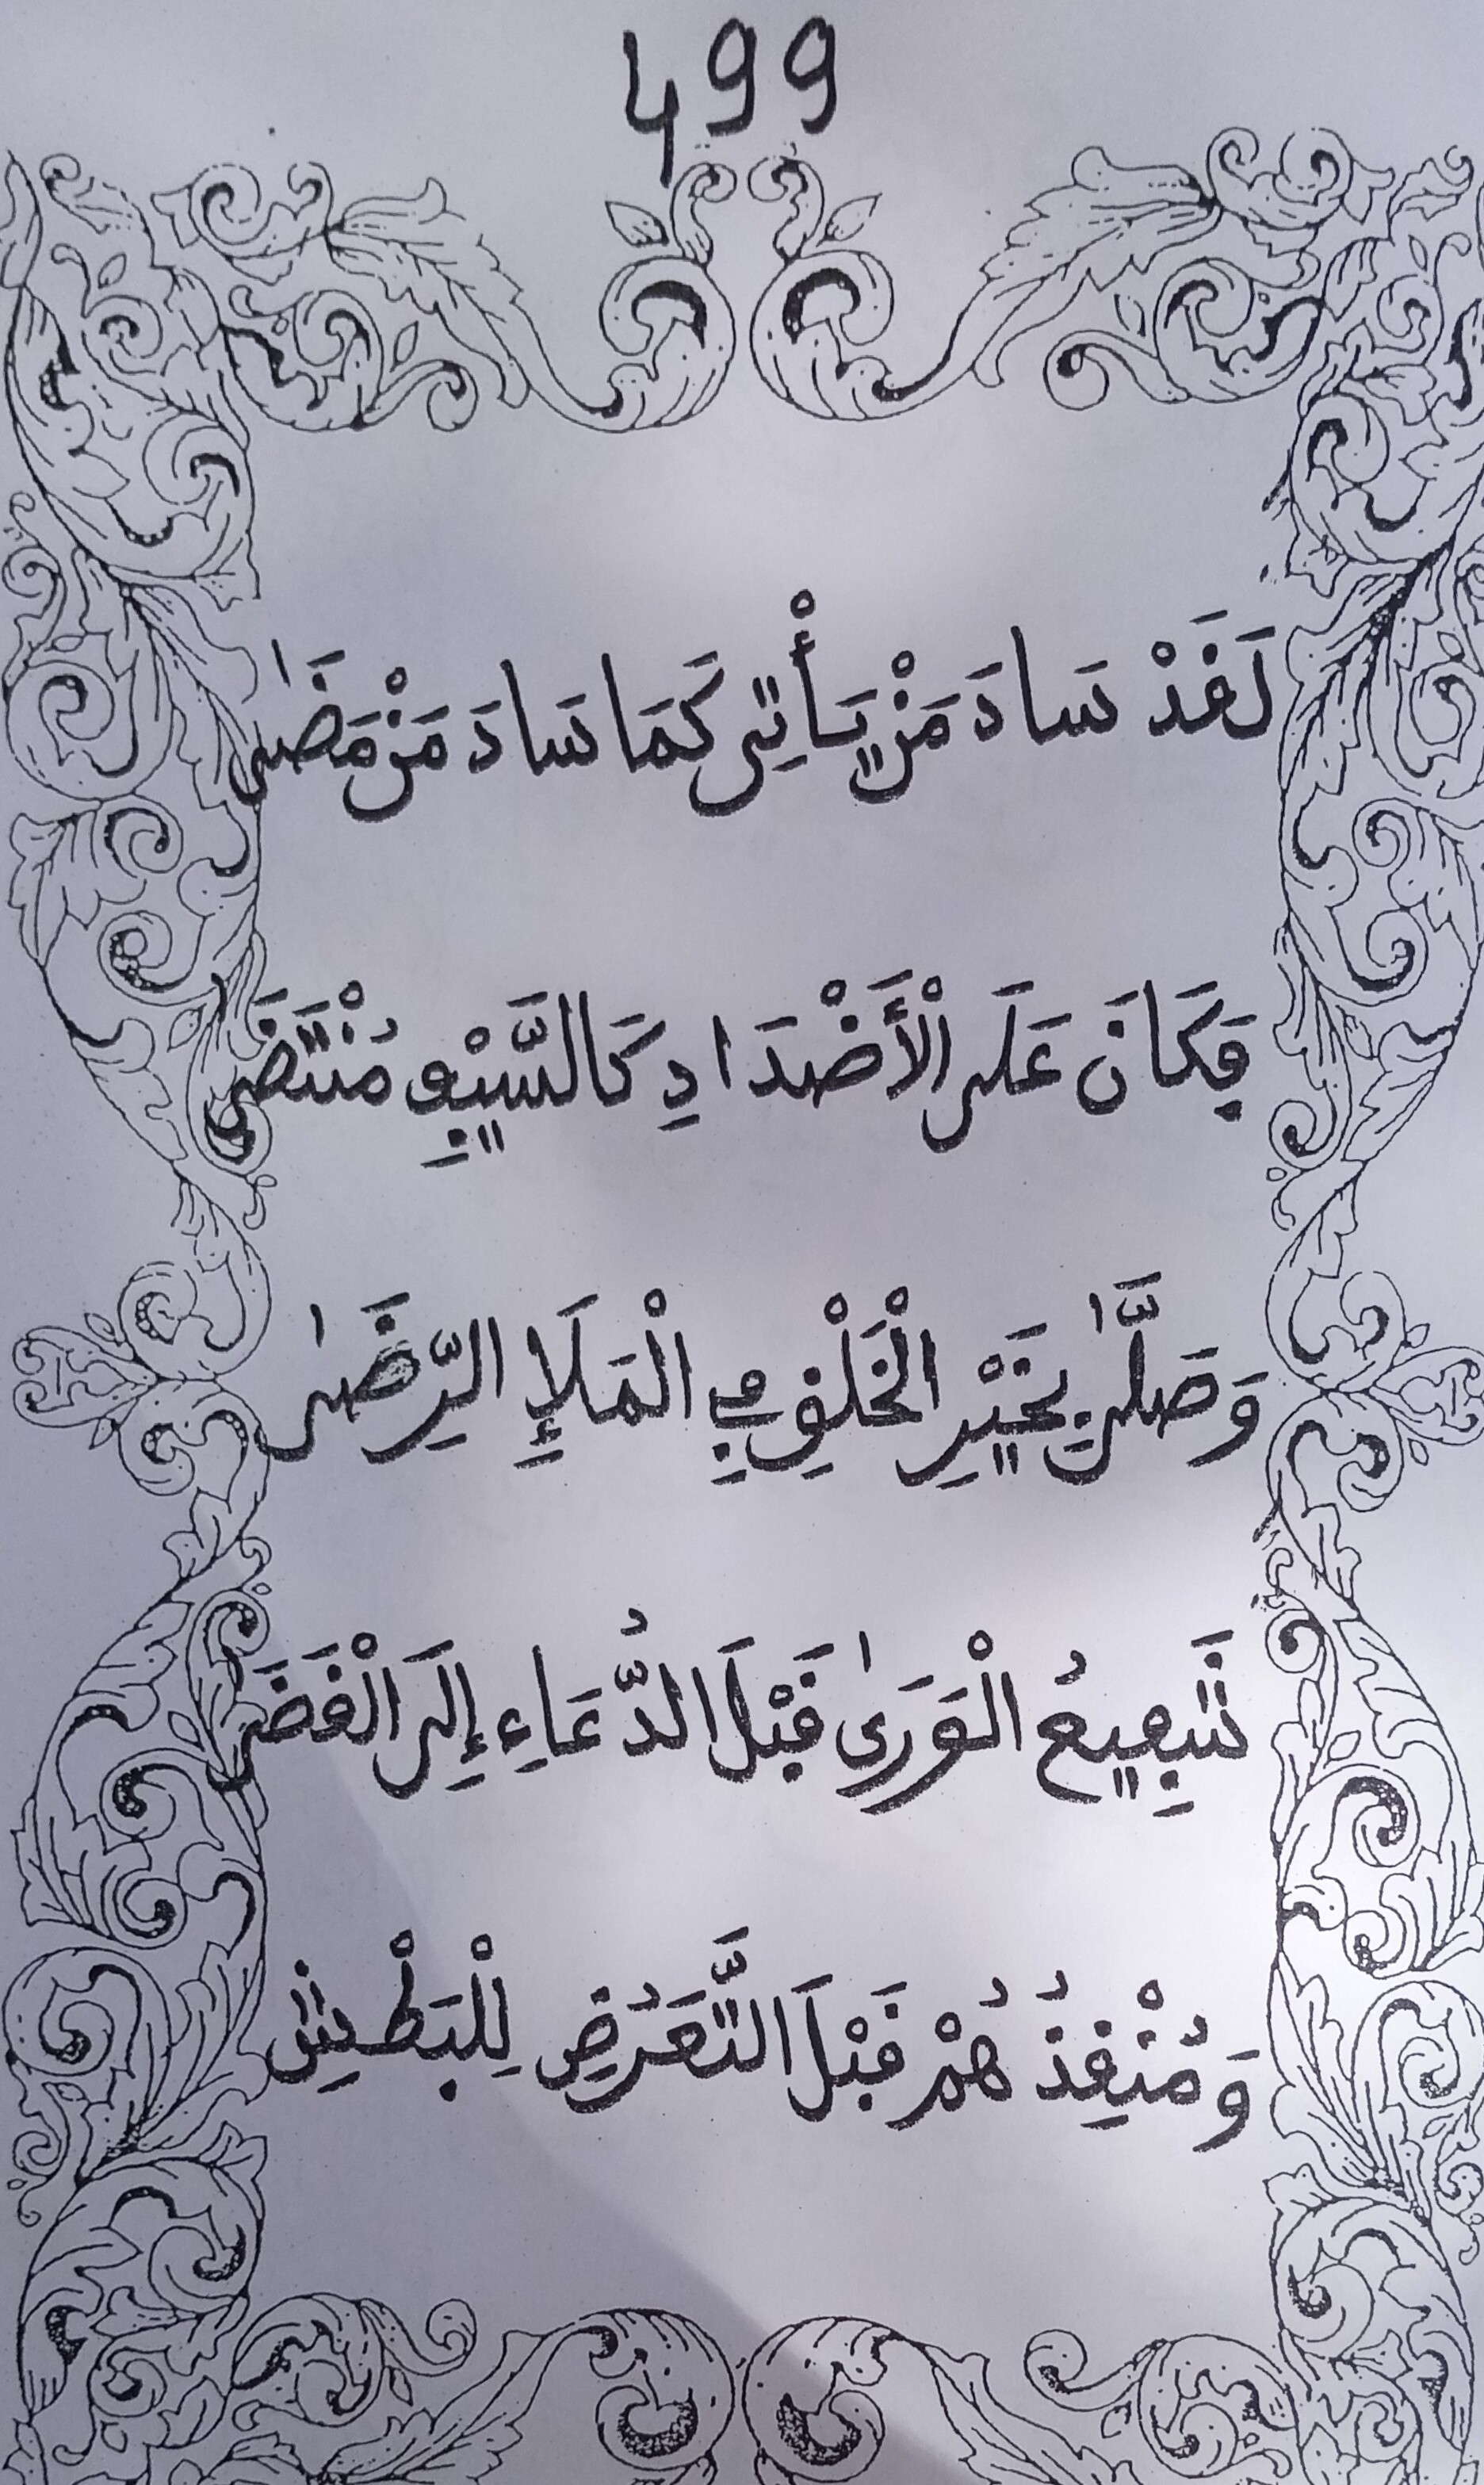 499
لَقَدْ سَادَ مَنْ يَأْتِي كَمَا سَادَ مَنْ مَضَىٰ
فَكَانَ عَلَى الْأَضْدَادِ كَالسَّيْفِ مُنْتَضَى
وَصَلَّىٰ بِخَيْرِ الْخَلْقِ فِي الْمَلَإِ الرِّضَىٰ
شَفِيعُ الْوَرَىٰ قَبْلَ الدُّعَاءِ إِلَى الْقَضَا
وَمُنْقِذُهُمْ قَبْلَ التَّعَرُّضِ لِلْبَطْشِ